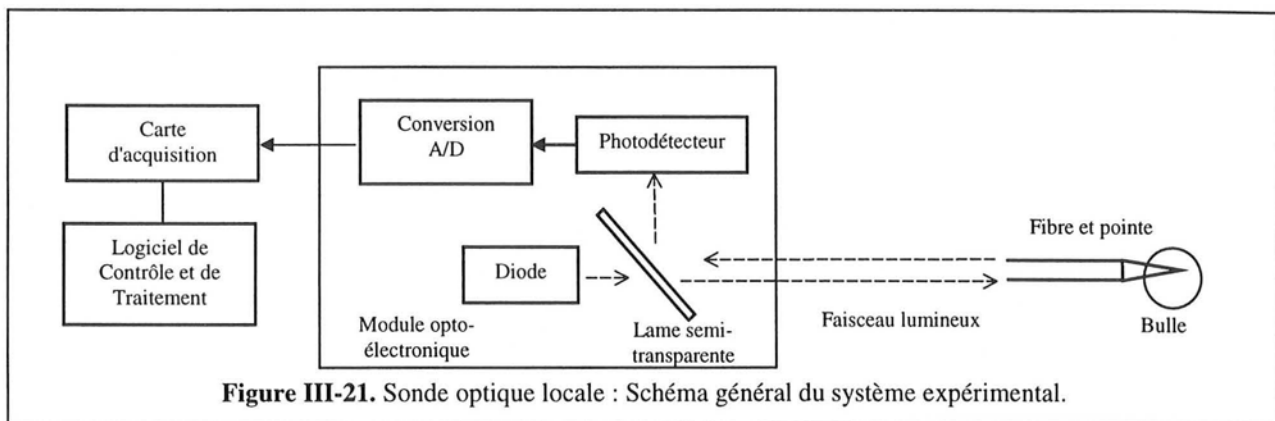 Carte
d'acquisition
Conversion
A/D
Photodétecteur
Logiciel de
Contrôle et de
Traitement
Diode
Module opto-
électronique
Lame semi-
transparente
Fibre et pointe
Faisceau lumineux
Bulle
Figure III-21. Sonde optique locale : Schéma général du système expérimental.